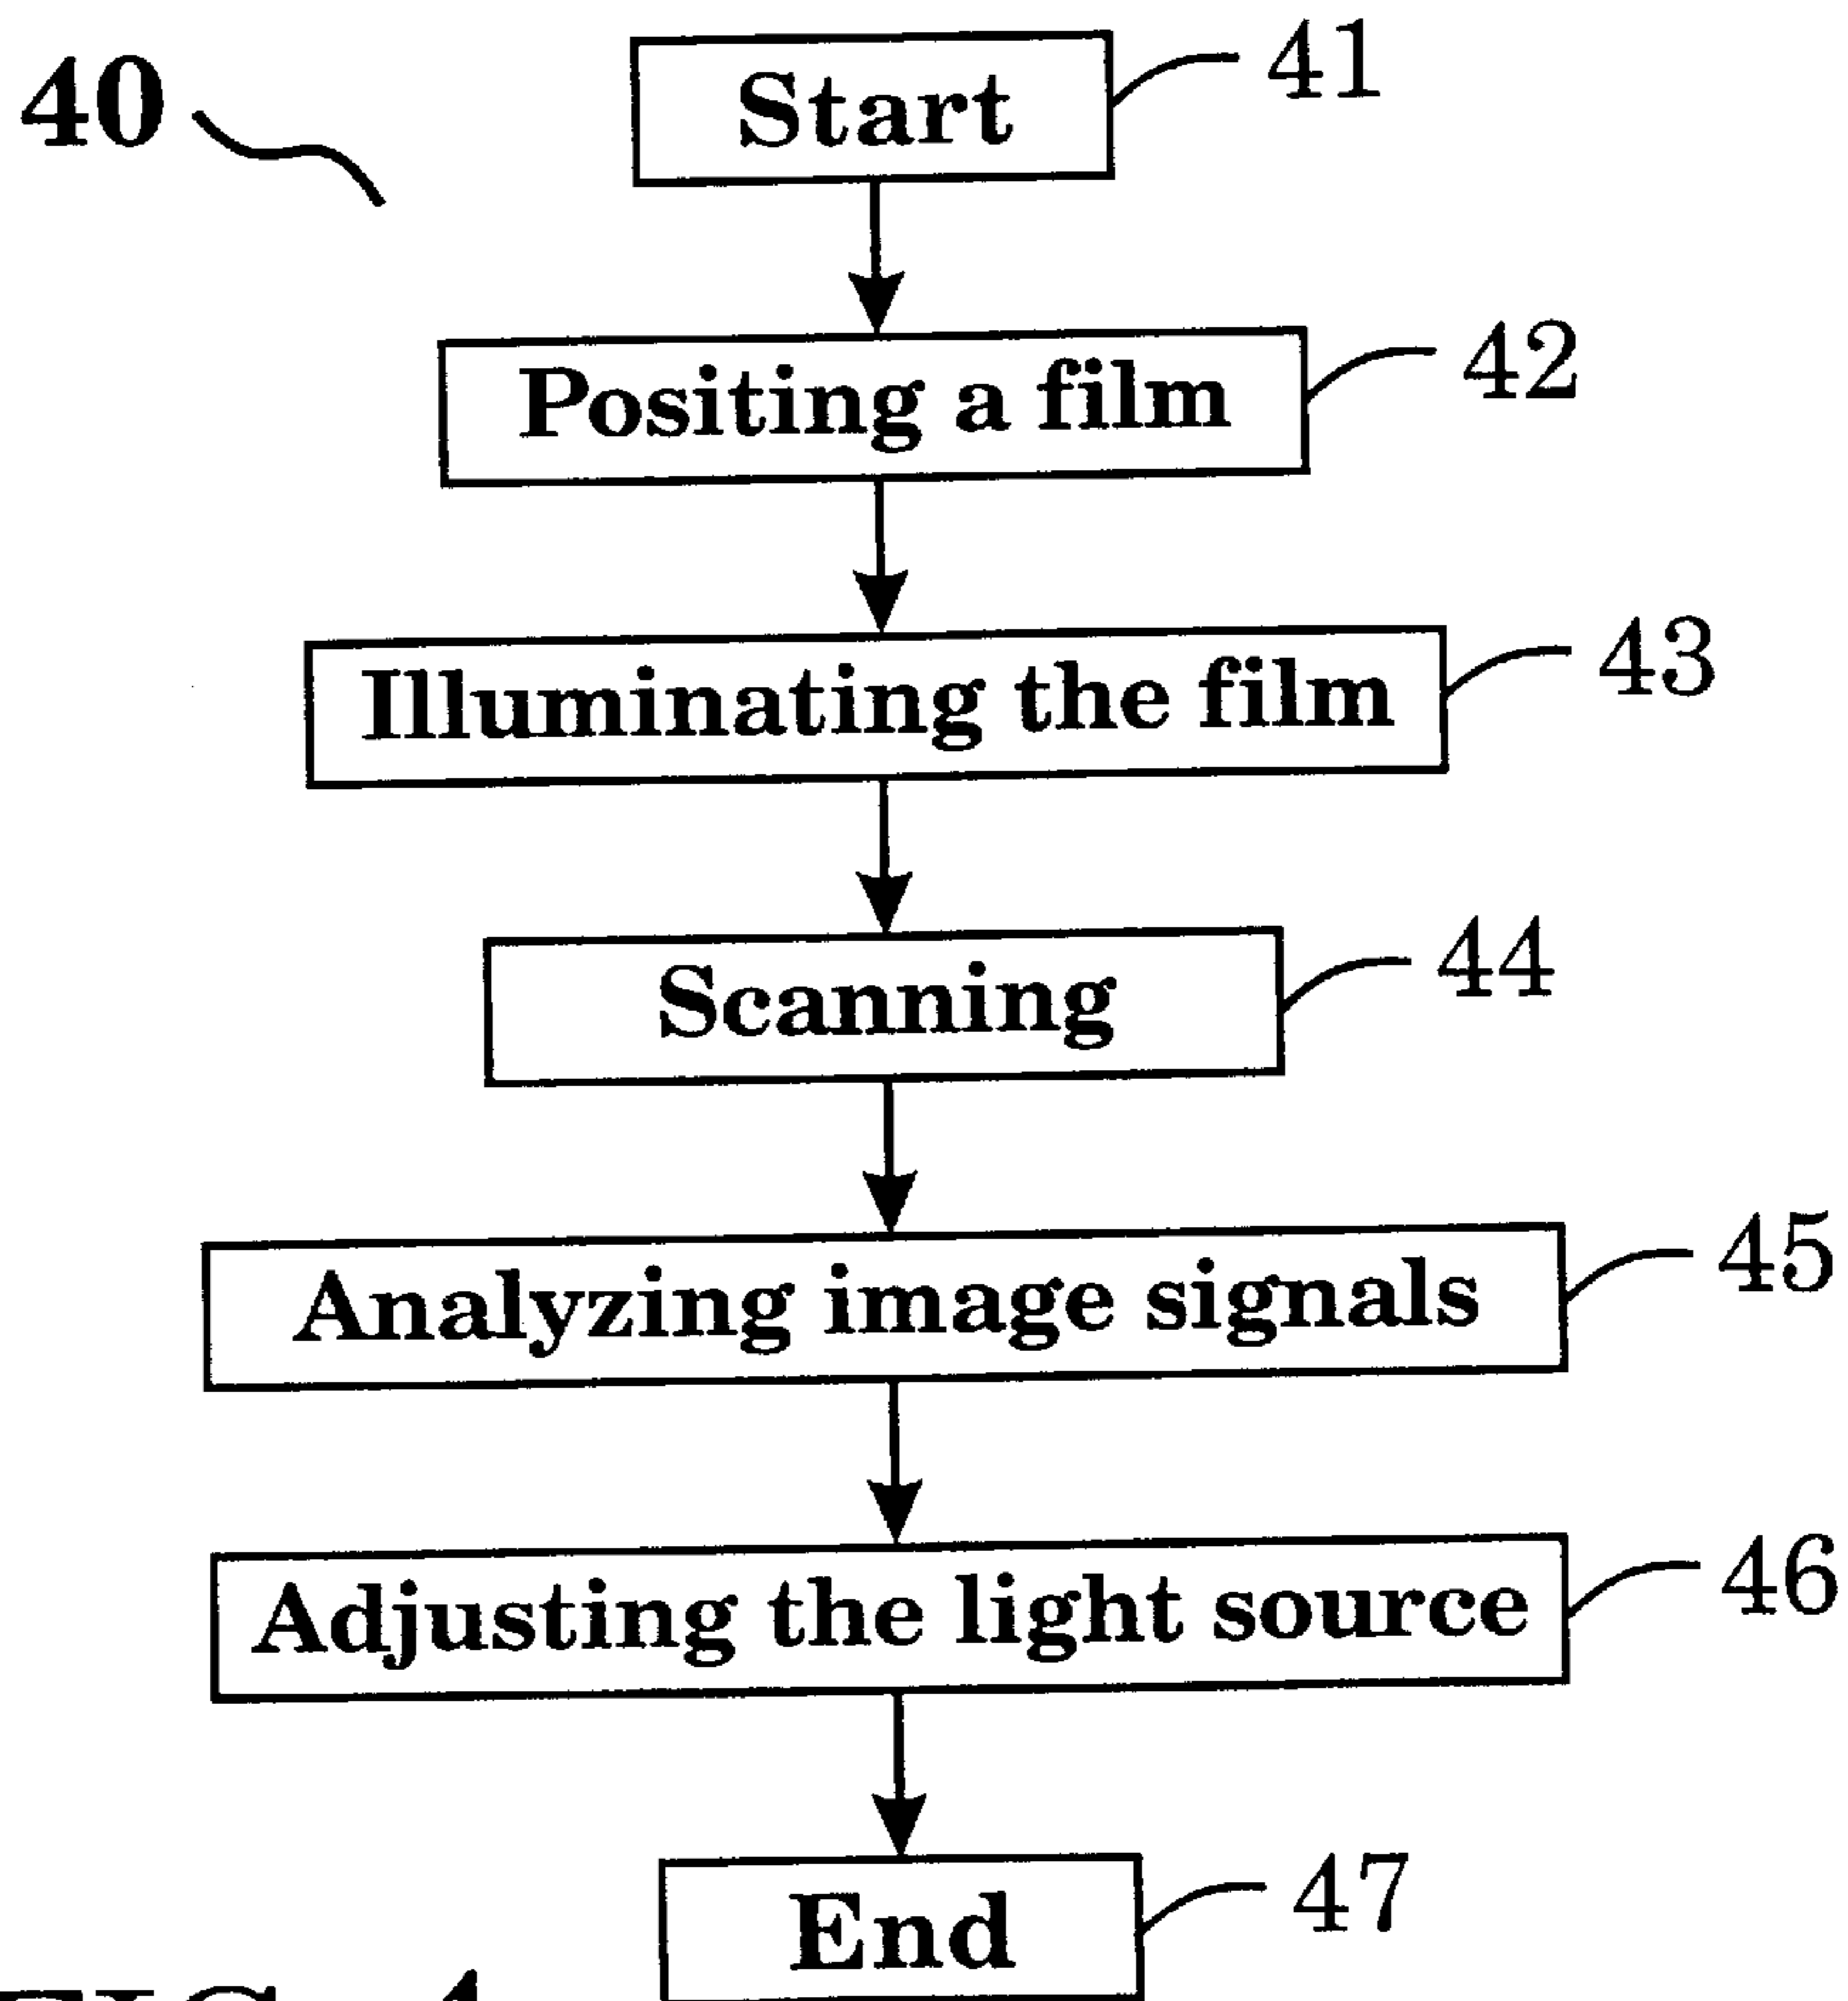 40
Start 41
Positing a film 42
Illuminating the film 43
Scanning 44
Analyzing image signals 45
Adjusting the light source 46
End 47